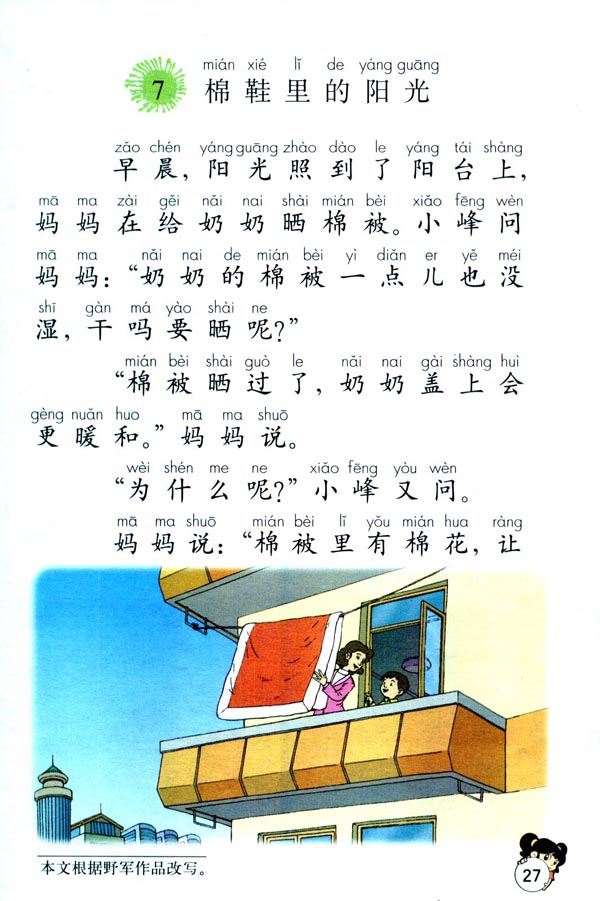 mián xié lǐ de yáng guāng
7 棉鞋里的阳光
zǎo chén yáng guāng zhào dào le yáng tái shàng
早晨，阳光照到了阳台上，
mā ma zài gěi nǎi nai shài mián bèi xiǎo fēng wèn
妈妈在给奶奶晒棉被。小峰问
mā ma nǎi nai de mián bèi yì diǎn er yě méi
妈妈：“奶奶的棉被一点儿也没
shī gàn má yào shài ne
湿，干吗要晒呢？”
mián bèi shài guò le nǎi nai gài shàng huì
“棉被晒过了，奶奶盖上会
gèng nuǎn huo mā ma shuō
更暖和。”妈妈说。
wèi shén me ne xiǎo fēng yòu wèn
“为什么呢？”小峰又问。
mā ma shuō mián bèi lǐ yǒu mián hua ràng
妈妈说：“棉被里有棉花，让
本文根据野军作品改写。
27